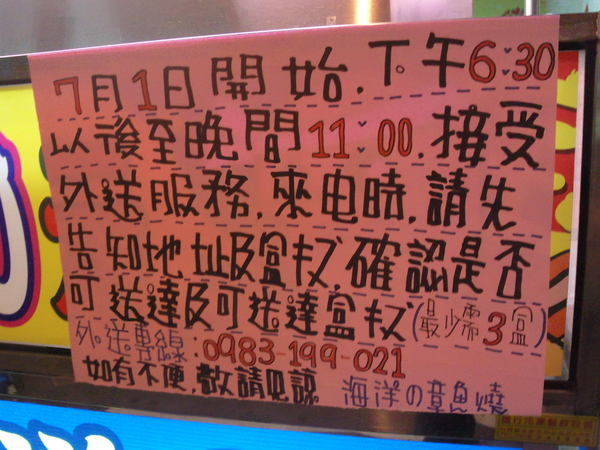 7月1日開始.下午6:30
以後至晚間11:00.接受
外送服務.來电時,請先
告知地址及盒数,確認是否
可送達及可送達盒数(最少需3盒)
外送專線:0983-199-021
如有不便,敬請見諒 海洋の章魚燒